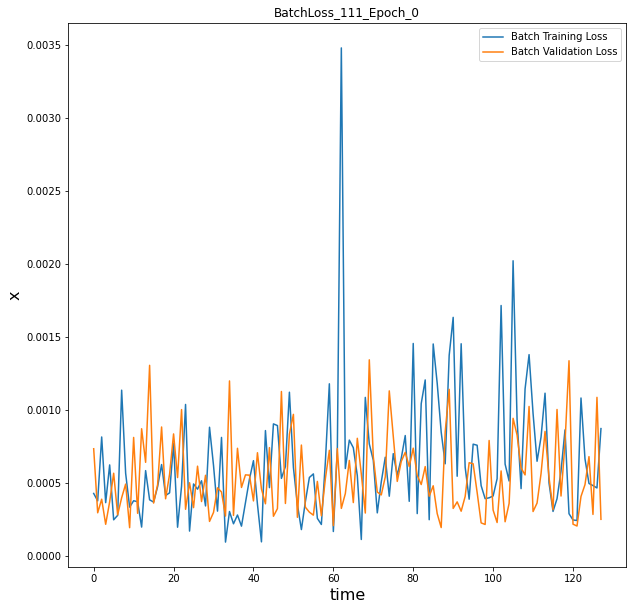 BatchLoss_111_Epoch_0
Batch Training Loss
Batch Validation Loss
0.0035
0.0030
0.0025
0.0020
0.0015
0.0010
0.0005
0.0000
x
0 20 40 60 80 100 120
time